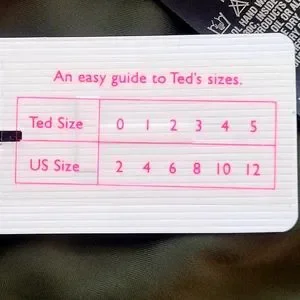 An easy guide to Ted's sizes.
Ted Size 0 1 2 3 4 5
US Size 2 4 6 8 10 12